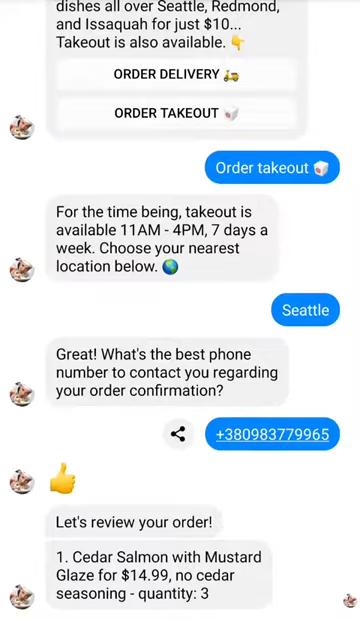 dishes all over Seattle, Redmond,
and Issaquah for just $10...
Takeout is also available. 👇
ORDER DELIVERY 🛵
ORDER TAKEOUT 🥡
Order takeout 🥡
For the time being, takeout is
available 11AM - 4PM, 7 days a
week. Choose your nearest
location below. 🌎
Seattle
Great! What's the best phone
number to contact you regarding
your order confirmation?
+380983779965
👍
Let's review your order!
1. Cedar Salmon with Mustard
Glaze for $14.99, no cedar
seasoning - quantity: 3